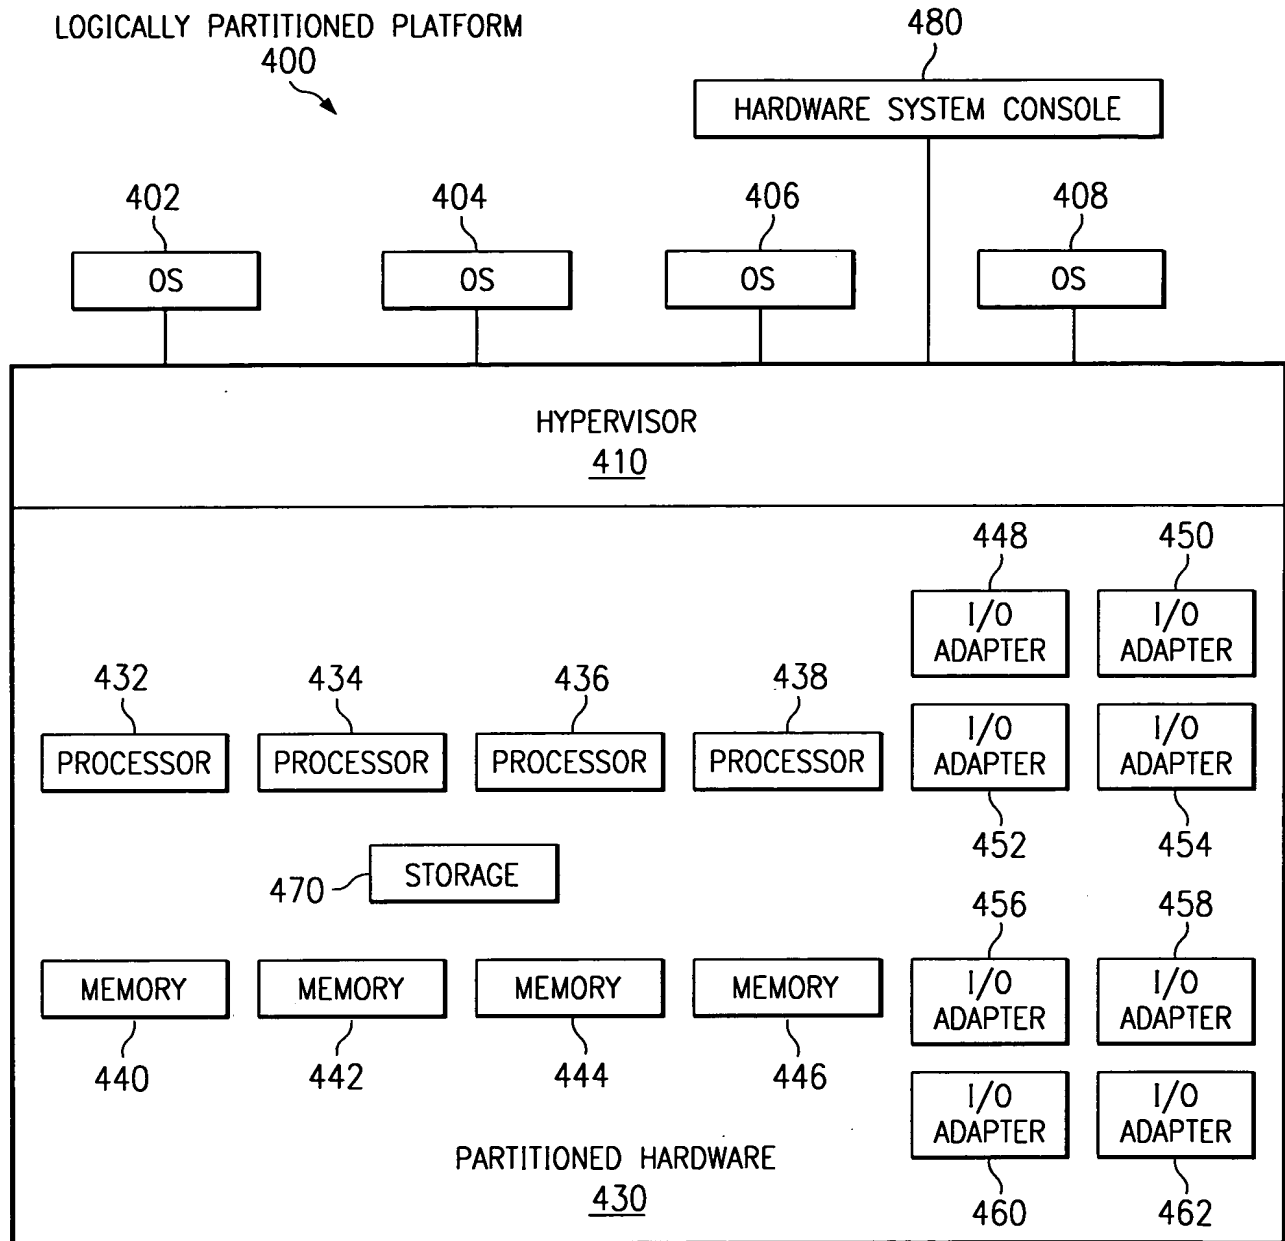 LOGICALLY PARTITIONED PLATFORM
400
480
HARDWARE SYSTEM CONSOLE
402
404
406
408
OS
OS
OS
OS
HYPERVISOR
410
448
450
I/O
ADAPTER
I/O
ADAPTER
432
434
436
438
PROCESSOR
PROCESSOR
PROCESSOR
PROCESSOR
I/O
ADAPTER
I/O
ADAPTER
452
454
470
STORAGE
456
458
MEMORY
MEMORY
MEMORY
MEMORY
I/O
ADAPTER
I/O
ADAPTER
440
442
444
446
I/O
ADAPTER
I/O
ADAPTER
PARTITIONED HARDWARE
430
460
462